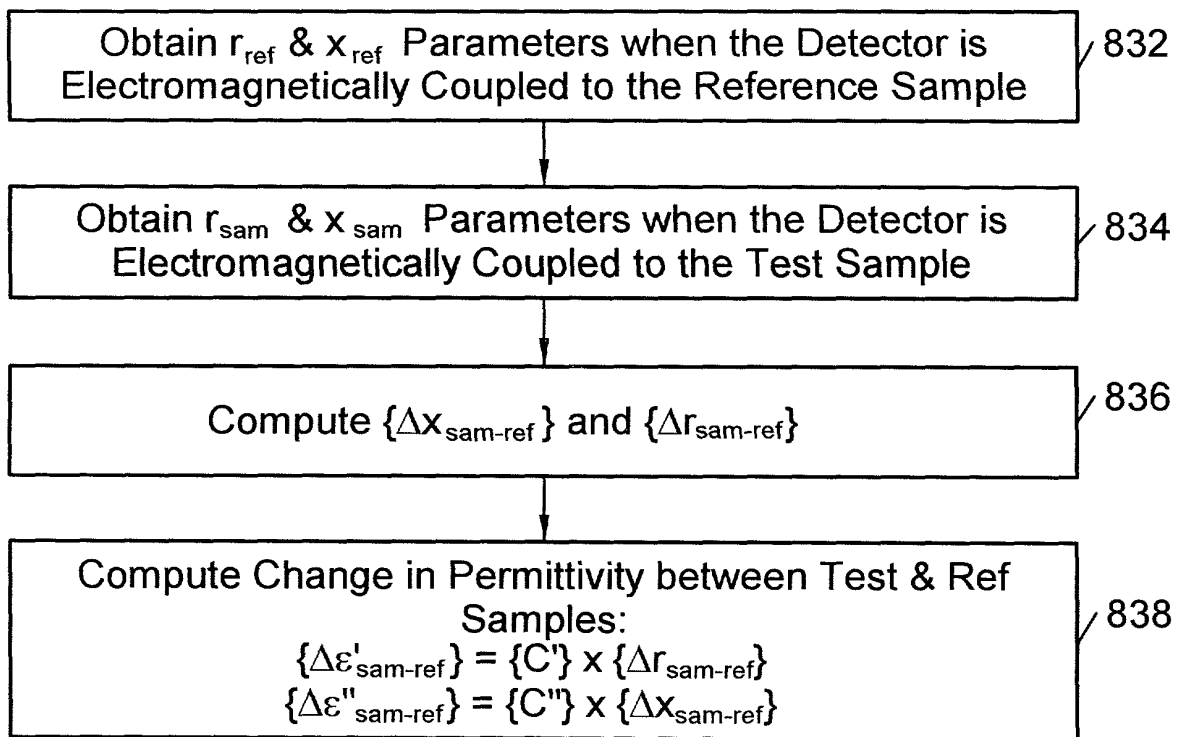 Obtain r_ref & x_ref Parameters when the Detector is
Electromagnetically Coupled to the Reference Sample
832
Obtain r_sam & x_sam Parameters when the Detector is
Electromagnetically Coupled to the Test Sample
834
Compute {Δx_sam-ref} and {Δr_sam-ref}
836
Compute Change in Permittivity between Test & Ref
Samples:
{Δε'_sam-ref} = {C'} x {Δr_sam-ref}
{Δε"_sam-ref} = {C"} x {Δx_sam-ref}
838